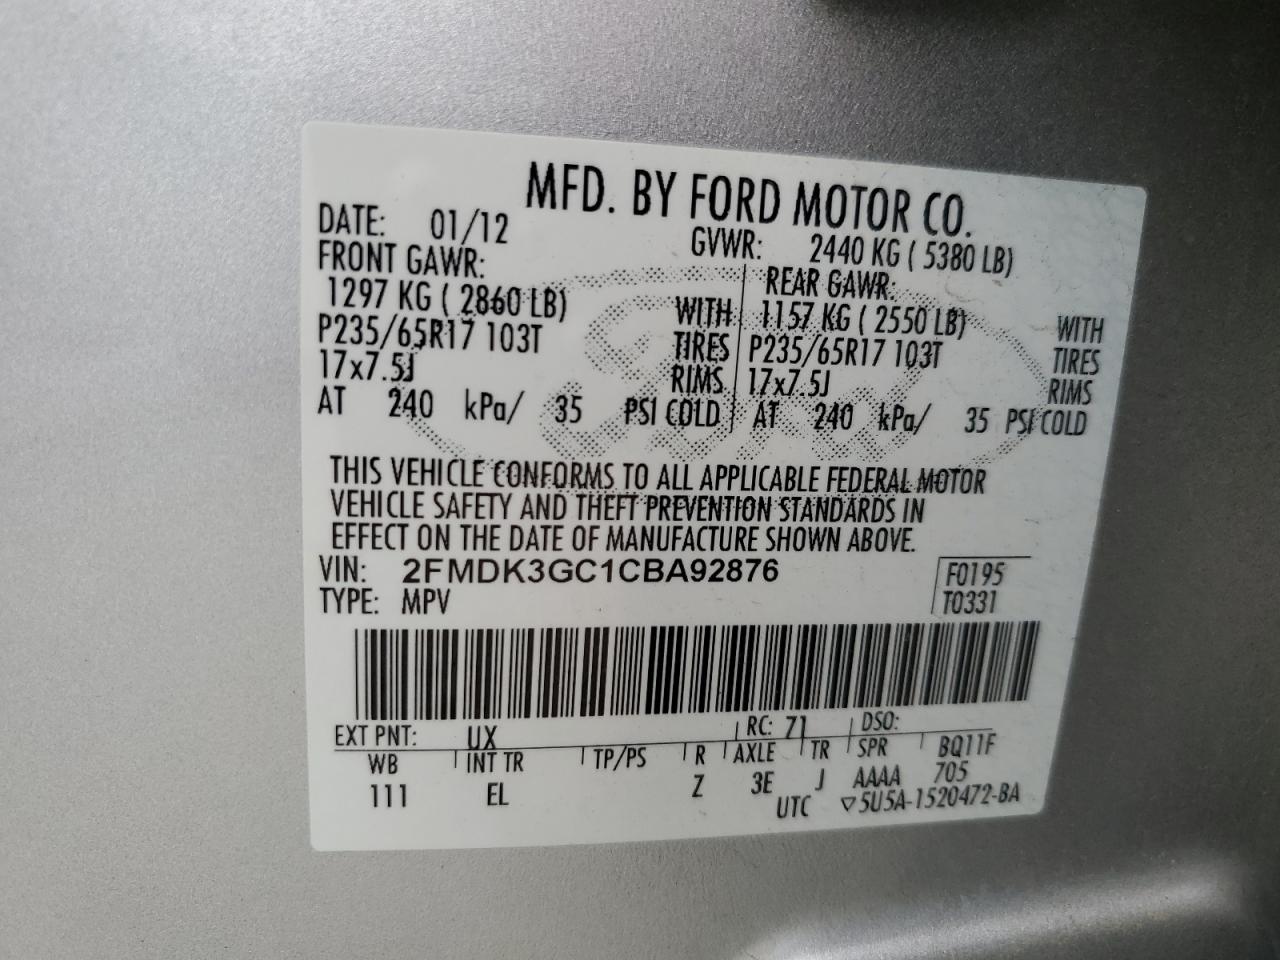 MFD. BY FORD MOTOR CO.
DATE: 01/12 GVWR: 2440 KG ( 5380 LB)
FRONT GAWR: REAR GAWR:
1297 KG ( 2860 LB) WITH 1157 KG ( 2550 LB) WITH
P235/65R17 103T TIRES P235/65R17 103T TIRES
17x7.5J RIMS 17x7.5J RIMS
AT 240 kPa/ 35 PSI COLD AT 240 kPa/ 35 PSI COLD
Ford
THIS VEHICLE CONFORMS TO ALL APPLICABLE FEDERAL MOTOR
VEHICLE SAFETY AND THEFT PREVENTION STANDARDS IN
EFFECT ON THE DATE OF MANUFACTURE SHOWN ABOVE.
VIN: 2FMDK3GC1CBA92876 F0195
TYPE: MPV T0331
EXT PNT: UX RC: 71 DSO:
WB INT TR TP/PS R AXLE TR SPR BQ11F
111 EL Z 3E J AAAA 705
UTC ▽5U5A-1520472-BA